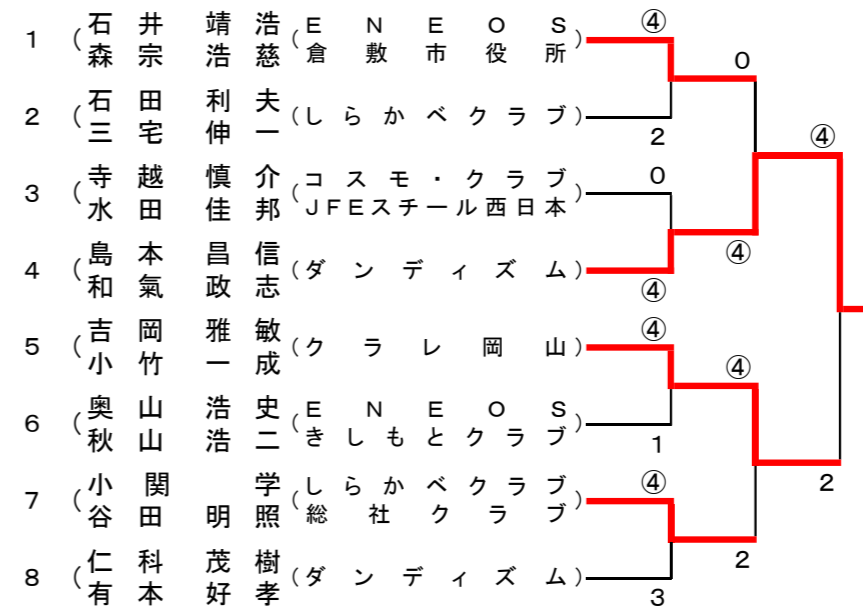 1 (石井 靖浩 (ENEOS) ④
森宗 浩慈 (倉敷市役所)
0
2 (石田 利夫 (しらかべクラブ) 2
三宅 伸一
④
3 (寺越 慎介 (コスモ・クラブ) 0
水田 佳邦 (JFEスチール西日本)
④
4 (島本 昌信 (ダンディズム) ④
和氣 政志
5 (吉岡 雅敏 (クラレ岡山) ④
小竹 一成
④
6 (奥山 浩史 (ENEOS) 1
秋山 浩二 (きしもとクラブ)
2
7 (小関 学 (しらかベクラブ) ④
谷田 明照 (総社クラブ)
2
8 (仁科 茂樹 (ダンディズム) 3
有本 好孝